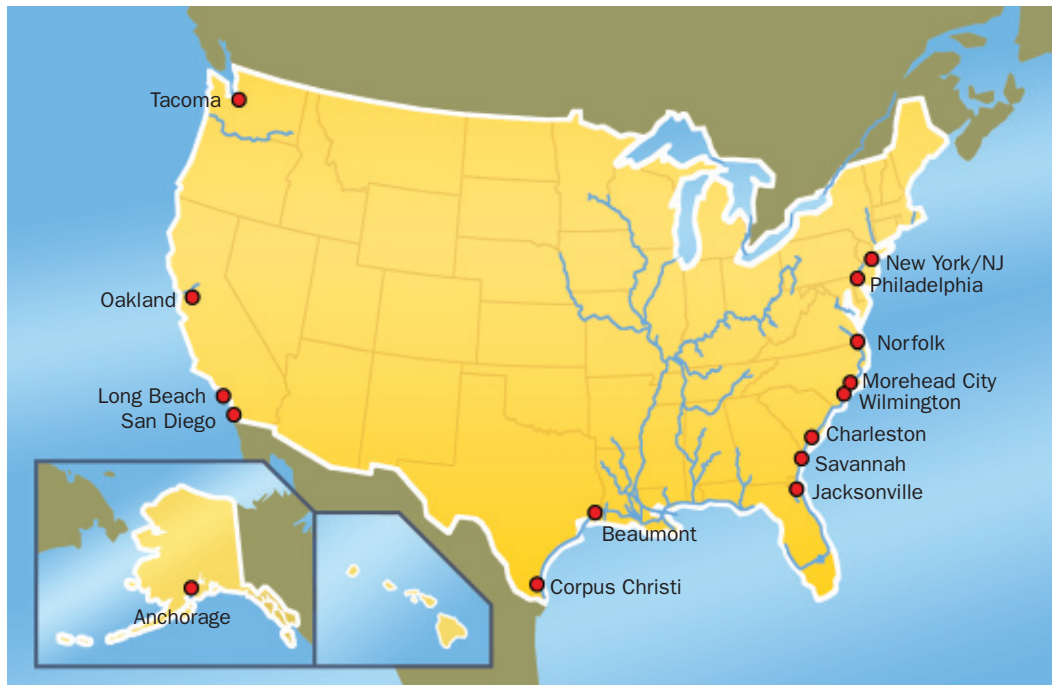 Tacoma
New York/NJ
Philadelphia
Oakland
Norfolk
Morehead City
Long Beach
Wilmington
San Diego
Charleston
Savannah
Jacksonville
Beaumont
Corpus Christi
Anchorage